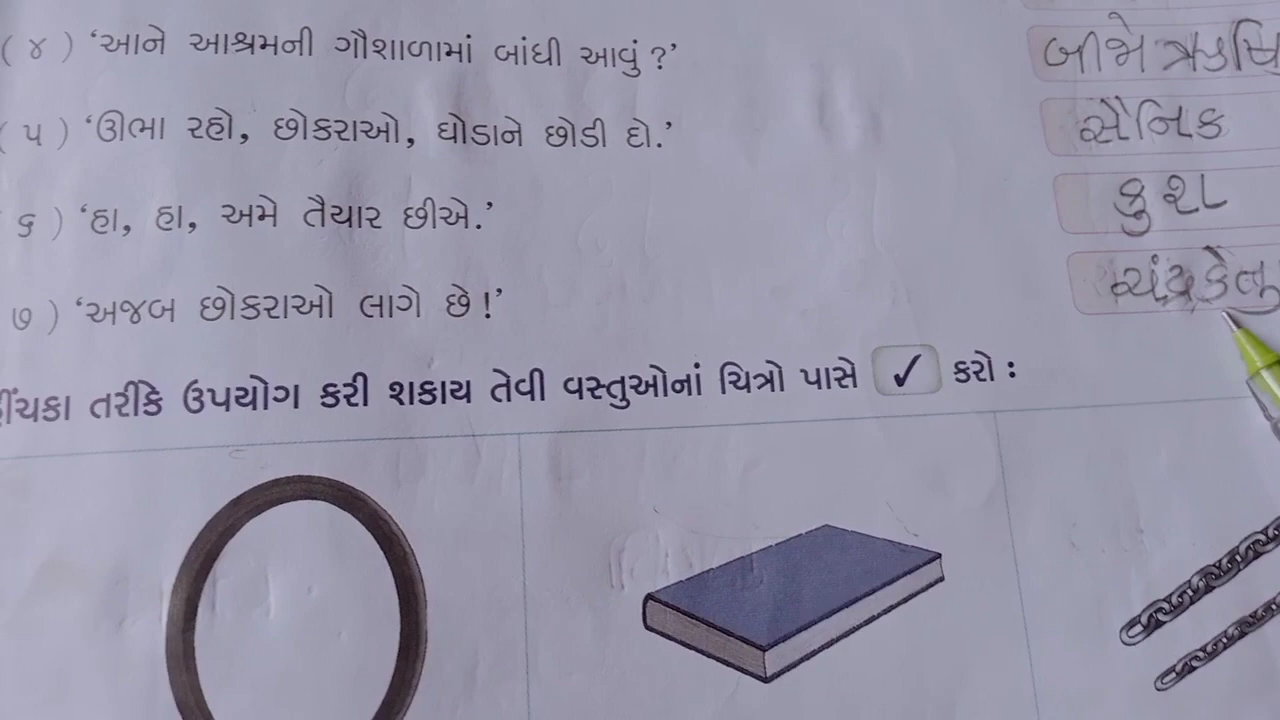 (૪) ‘આને આશ્રમની ગૌશાળામાં બાંધી આવું ?’ બીજો ઋષિ
(૫) ‘ઊભા રહો, છોકરાઓ, ઘોડાને છોડી દો.’ સૈનિક
૬) ‘હા, હા, અમે તૈયાર છીએ.’ કુશ
૭) ‘અજબ છોકરાઓ લાગે છે !’ ચંદ્રકેતુ
હીંચકા તરીકે ઉપયોગ કરી શકાય તેવી વસ્તુઓનાં ચિત્રો પાસે ✓ કરો :